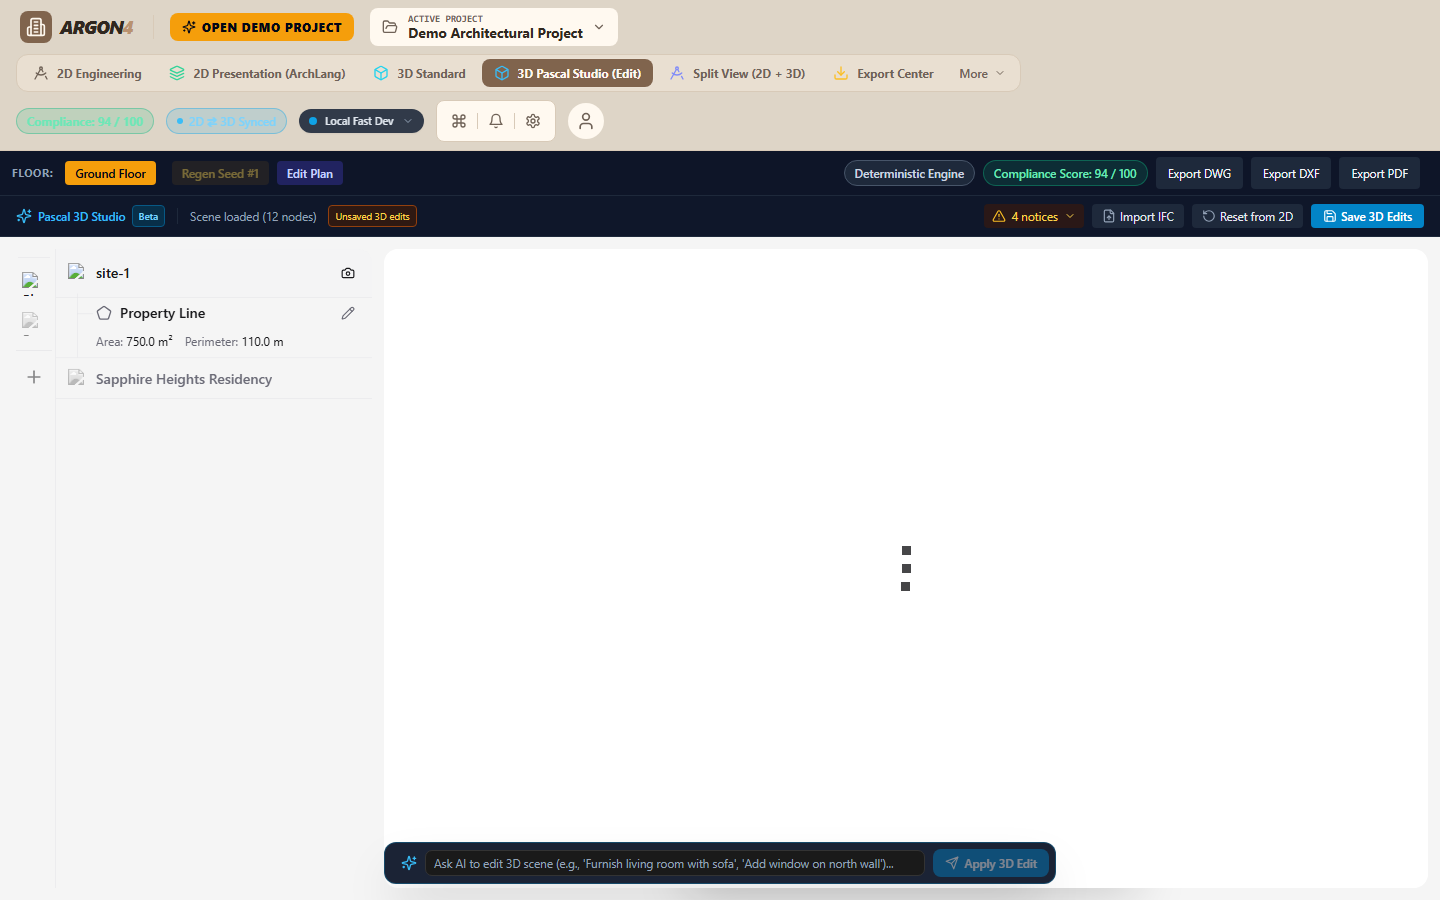 ARGON4
OPEN DEMO PROJECT
ACTIVE PROJECT
Demo Architectural Project
2D Engineering
2D Presentation (ArchLang)
3D Standard
3D Pascal Studio (Edit)
Split View (2D + 3D)
Export Center
More
Compliance: 94 / 100
2D ⇄ 3D Synced
Local Fast Dev
FLOOR:
Ground Floor
Regen Seed #1
Edit Plan
Deterministic Engine
Compliance Score: 94 / 100
Export DWG
Export DXF
Export PDF
Pascal 3D Studio
Beta
Scene loaded (12 nodes)
Unsaved 3D edits
4 notices
Import IFC
Reset from 2D
Save 3D Edits
site-1
Property Line
Area: 750.0 m² Perimeter: 110.0 m
Sapphire Heights Residency
Ask AI to edit 3D scene (e.g., 'Furnish living room with sofa', 'Add window on north wall')...
Apply 3D Edit